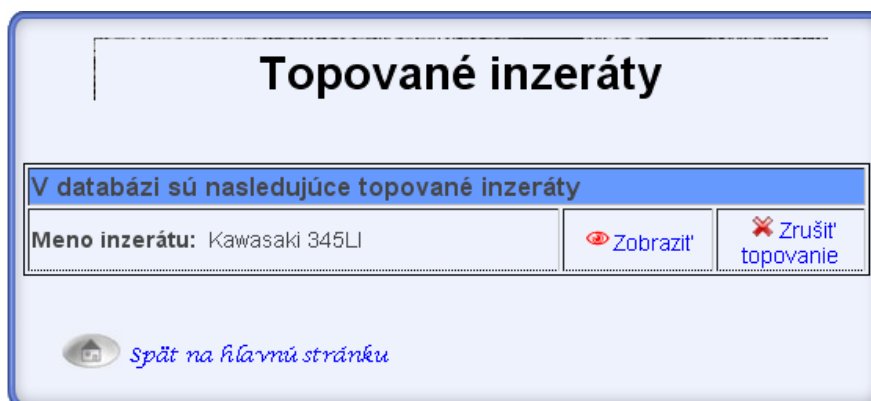 Topované inzeráty
V databázi sú nasledujúce topované inzeráty
Meno inzerátu: Kawasaki 345LI
Zobraziť
Zrušiť
topovanie
Späť na hlavnú stránku